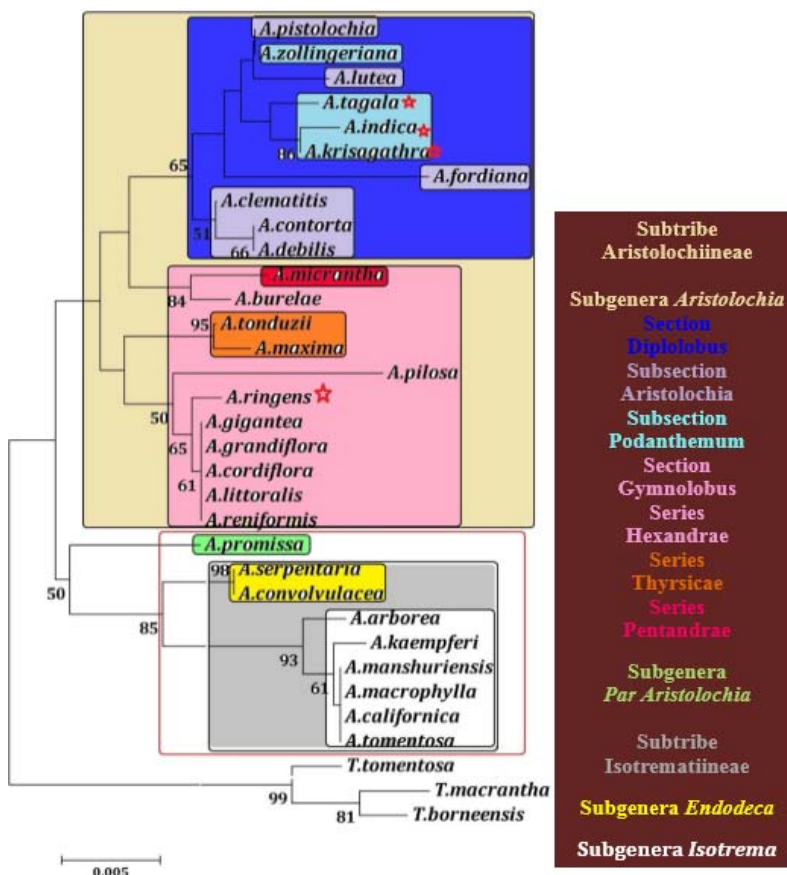 A.pistolochia
A.zollingeriana
A.lutea
A.tagala
A.indica
86
A.krisagathra
65
A.fordiana
A.clematitis
A.contorta
51
66
A.debilis
A.micrantha
84
A.burelae
95
A.tonduzii
A.maxima
A.pilosa
A.ringens
50
A.gigantea
65
A.grandiflora
A.cordiflora
61
A.littoralis
A.reniformis
A.promissa
98
A.serpentaria
50
A.convolvulacea
85
A.arborea
A.kaempferi
93
A.manshuriensis
61
A.macrophylla
A.californica
A.tomentosa
T.tomentosa
99
T.macrantha
81
T.borneensis
0.005
Subtribe
Aristolochiineae
Subgenera Aristolochia
Section
Diplolobus
Subsection
Aristolochia
Subsection
Podanthemum
Section
Gymnolobus
Series
Hexandrae
Series
Thyrsicae
Series
Pentandrae
Subgenera
Par Aristolochia
Subtribe
Isotrematiineae
Subgenera Endodeca
Subgenera Isotrema